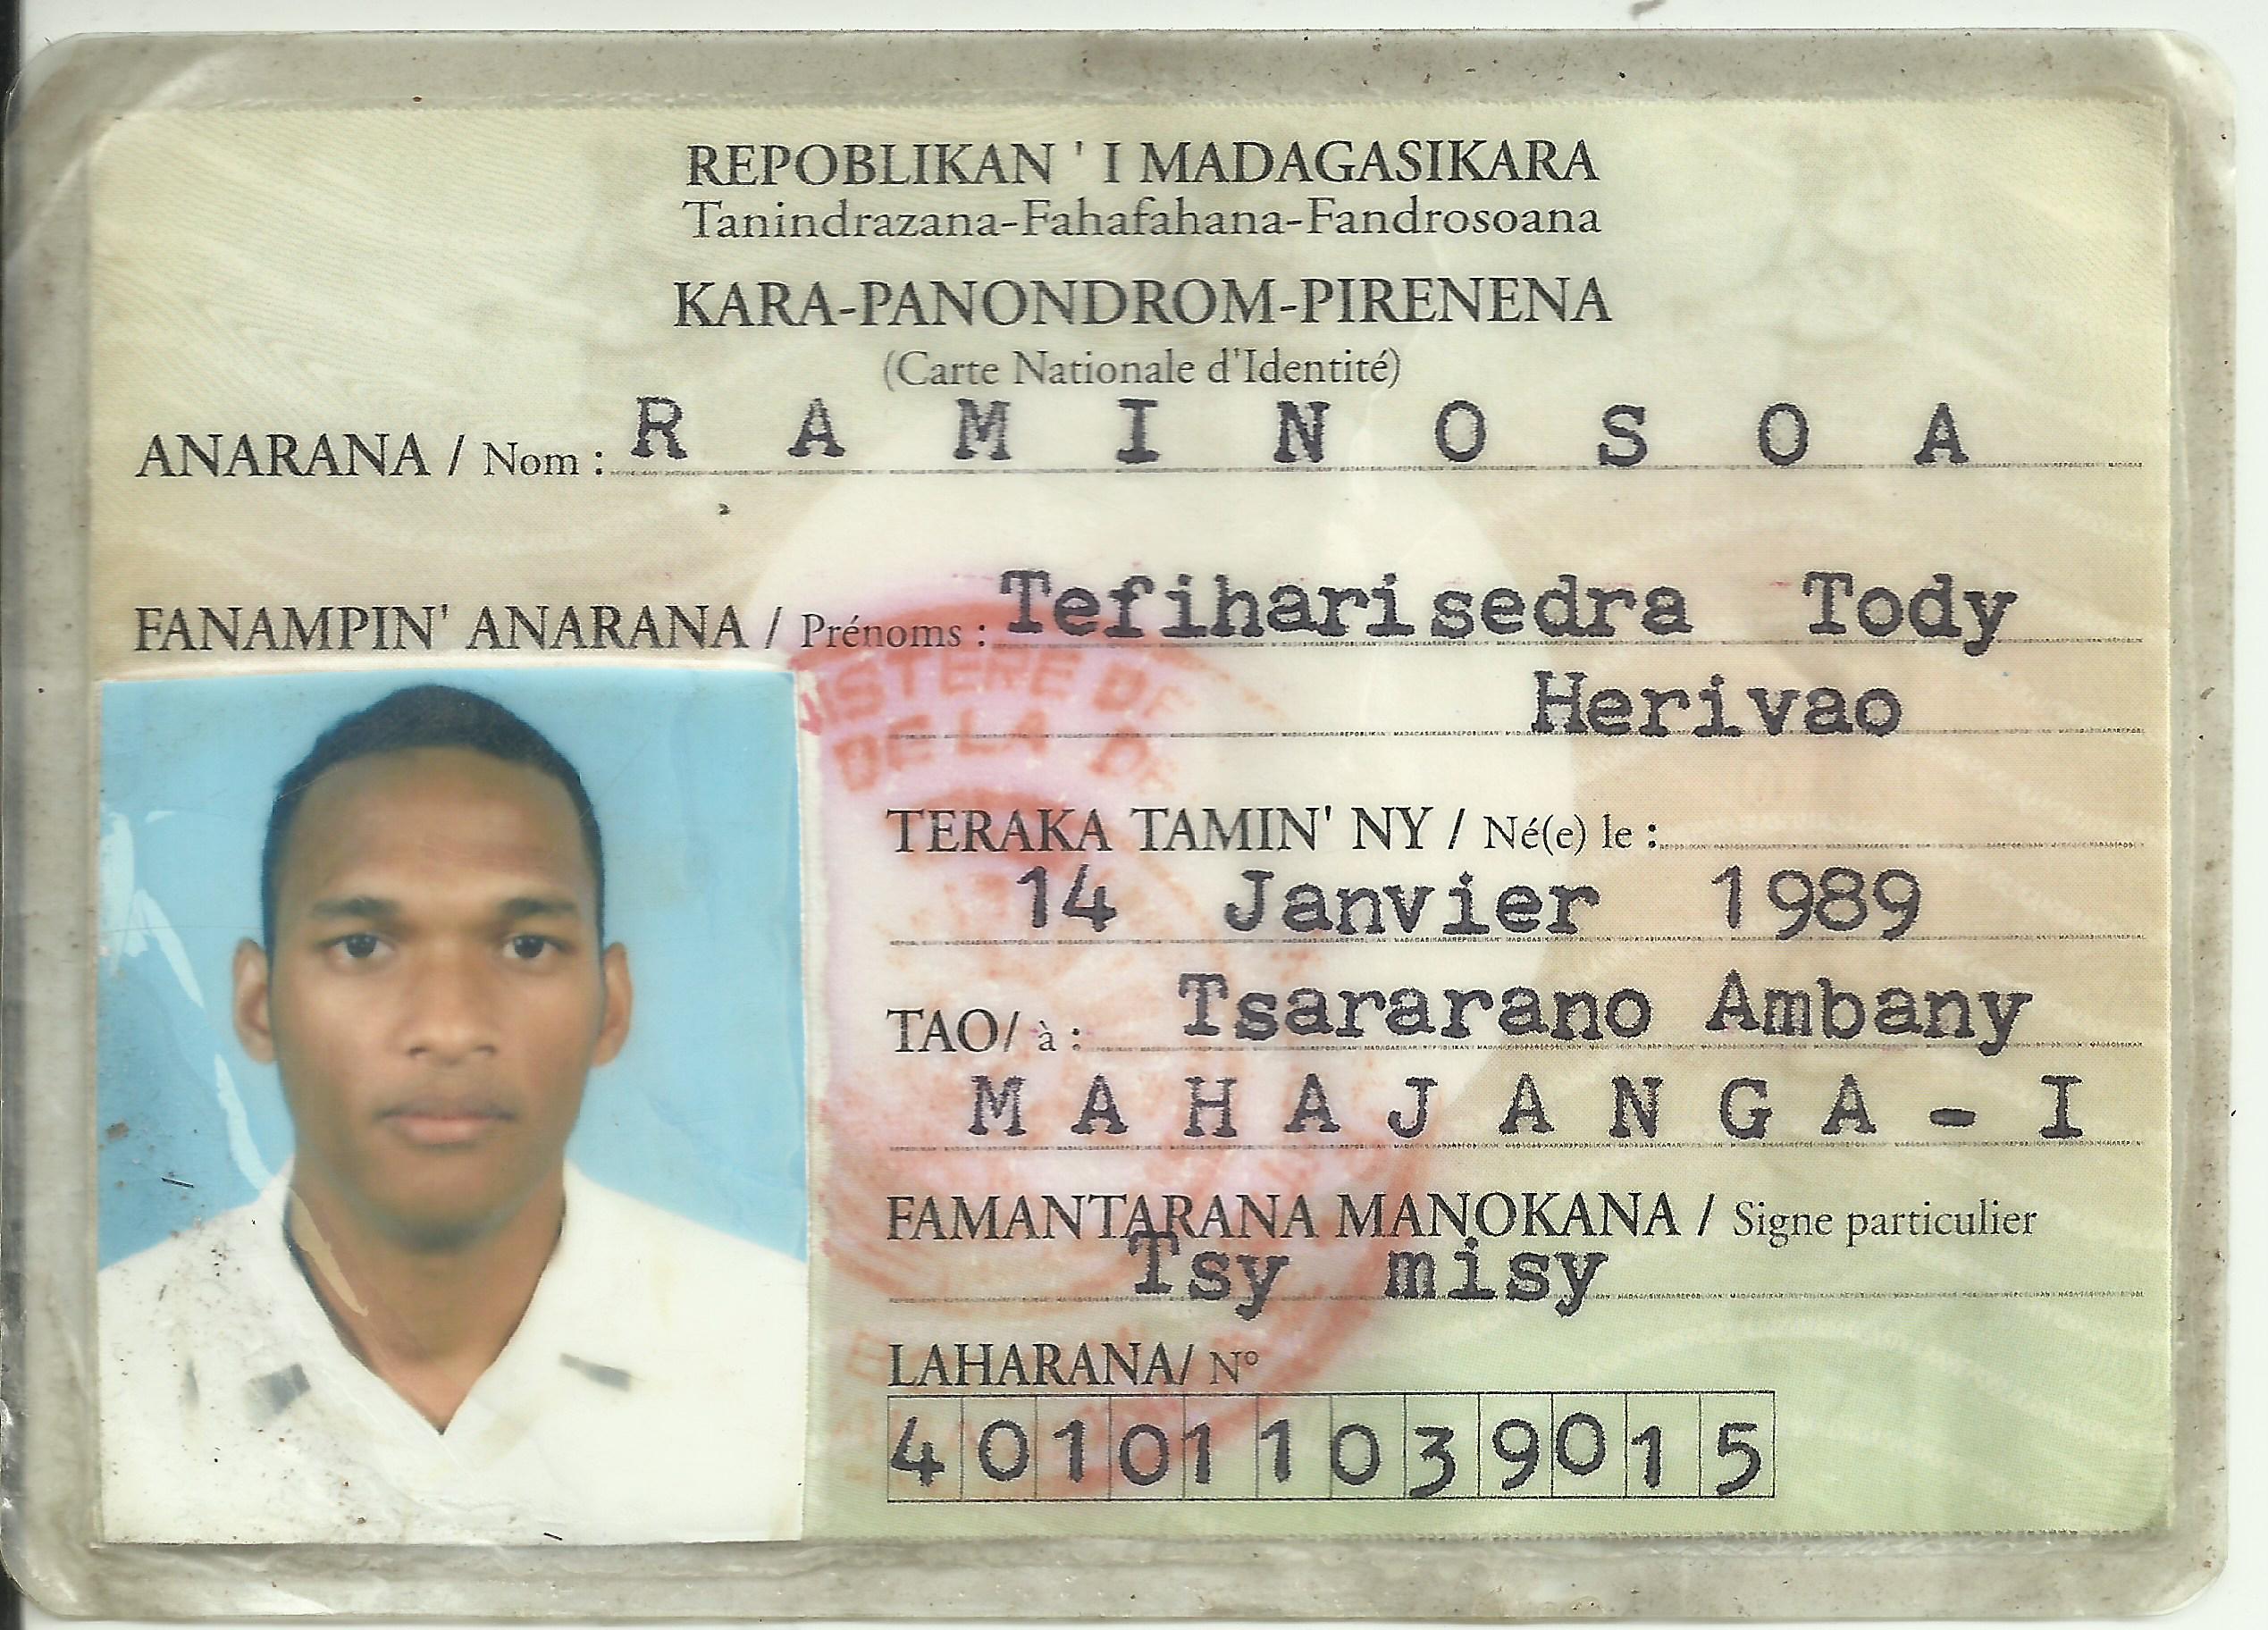 REPOBLIKAN ' I MADAGASIKARA
Tanindrazana-Fahafahana-Fandrosoana
KARA-PANONDROM-PIRENENA
(Carte Nationale d'Identité)
ANARANA / Nom : R A M I N O S O A
FANAMPIN' ANARANA / Prénoms : Tefiharisedra Tody
Herivao
ISTERE DE
DE LA DE
TERAKA TAMIN' NY / Né(e) le :
14 Janvier 1989
TAO/ à : Tsararano Ambany
M A H A J A N G A - I
FAMANTARANA MANOKANA / Signe particulier
Tsy misy
LAHARANA/ N°
4 0 1 0 1 1 0 3 9 0 1 5